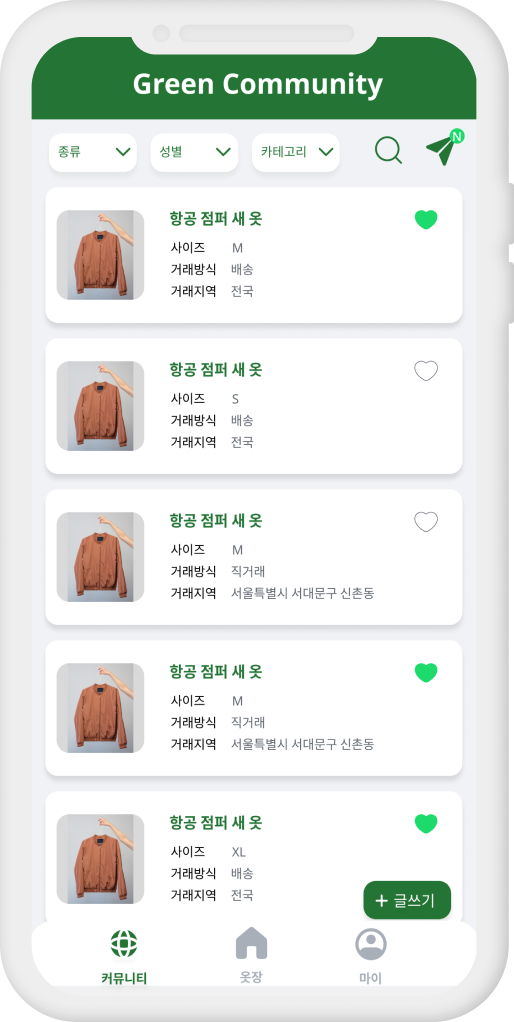 Green Community
종류 성별 카테고리 N
항공 점퍼 새 옷
사이즈 M
거래방식 배송
거래지역 전국
항공 점퍼 새 옷
사이즈 S
거래방식 배송
거래지역 전국
항공 점퍼 새 옷
사이즈 M
거래방식 직거래
거래지역 서울특별시 서대문구 신촌동
항공 점퍼 새 옷
사이즈 M
거래방식 직거래
거래지역 서울특별시 서대문구 신촌동
항공 점퍼 새 옷
사이즈 XL
거래방식 배송
거래지역 전국
+ 글쓰기
커뮤니티 옷장 마이